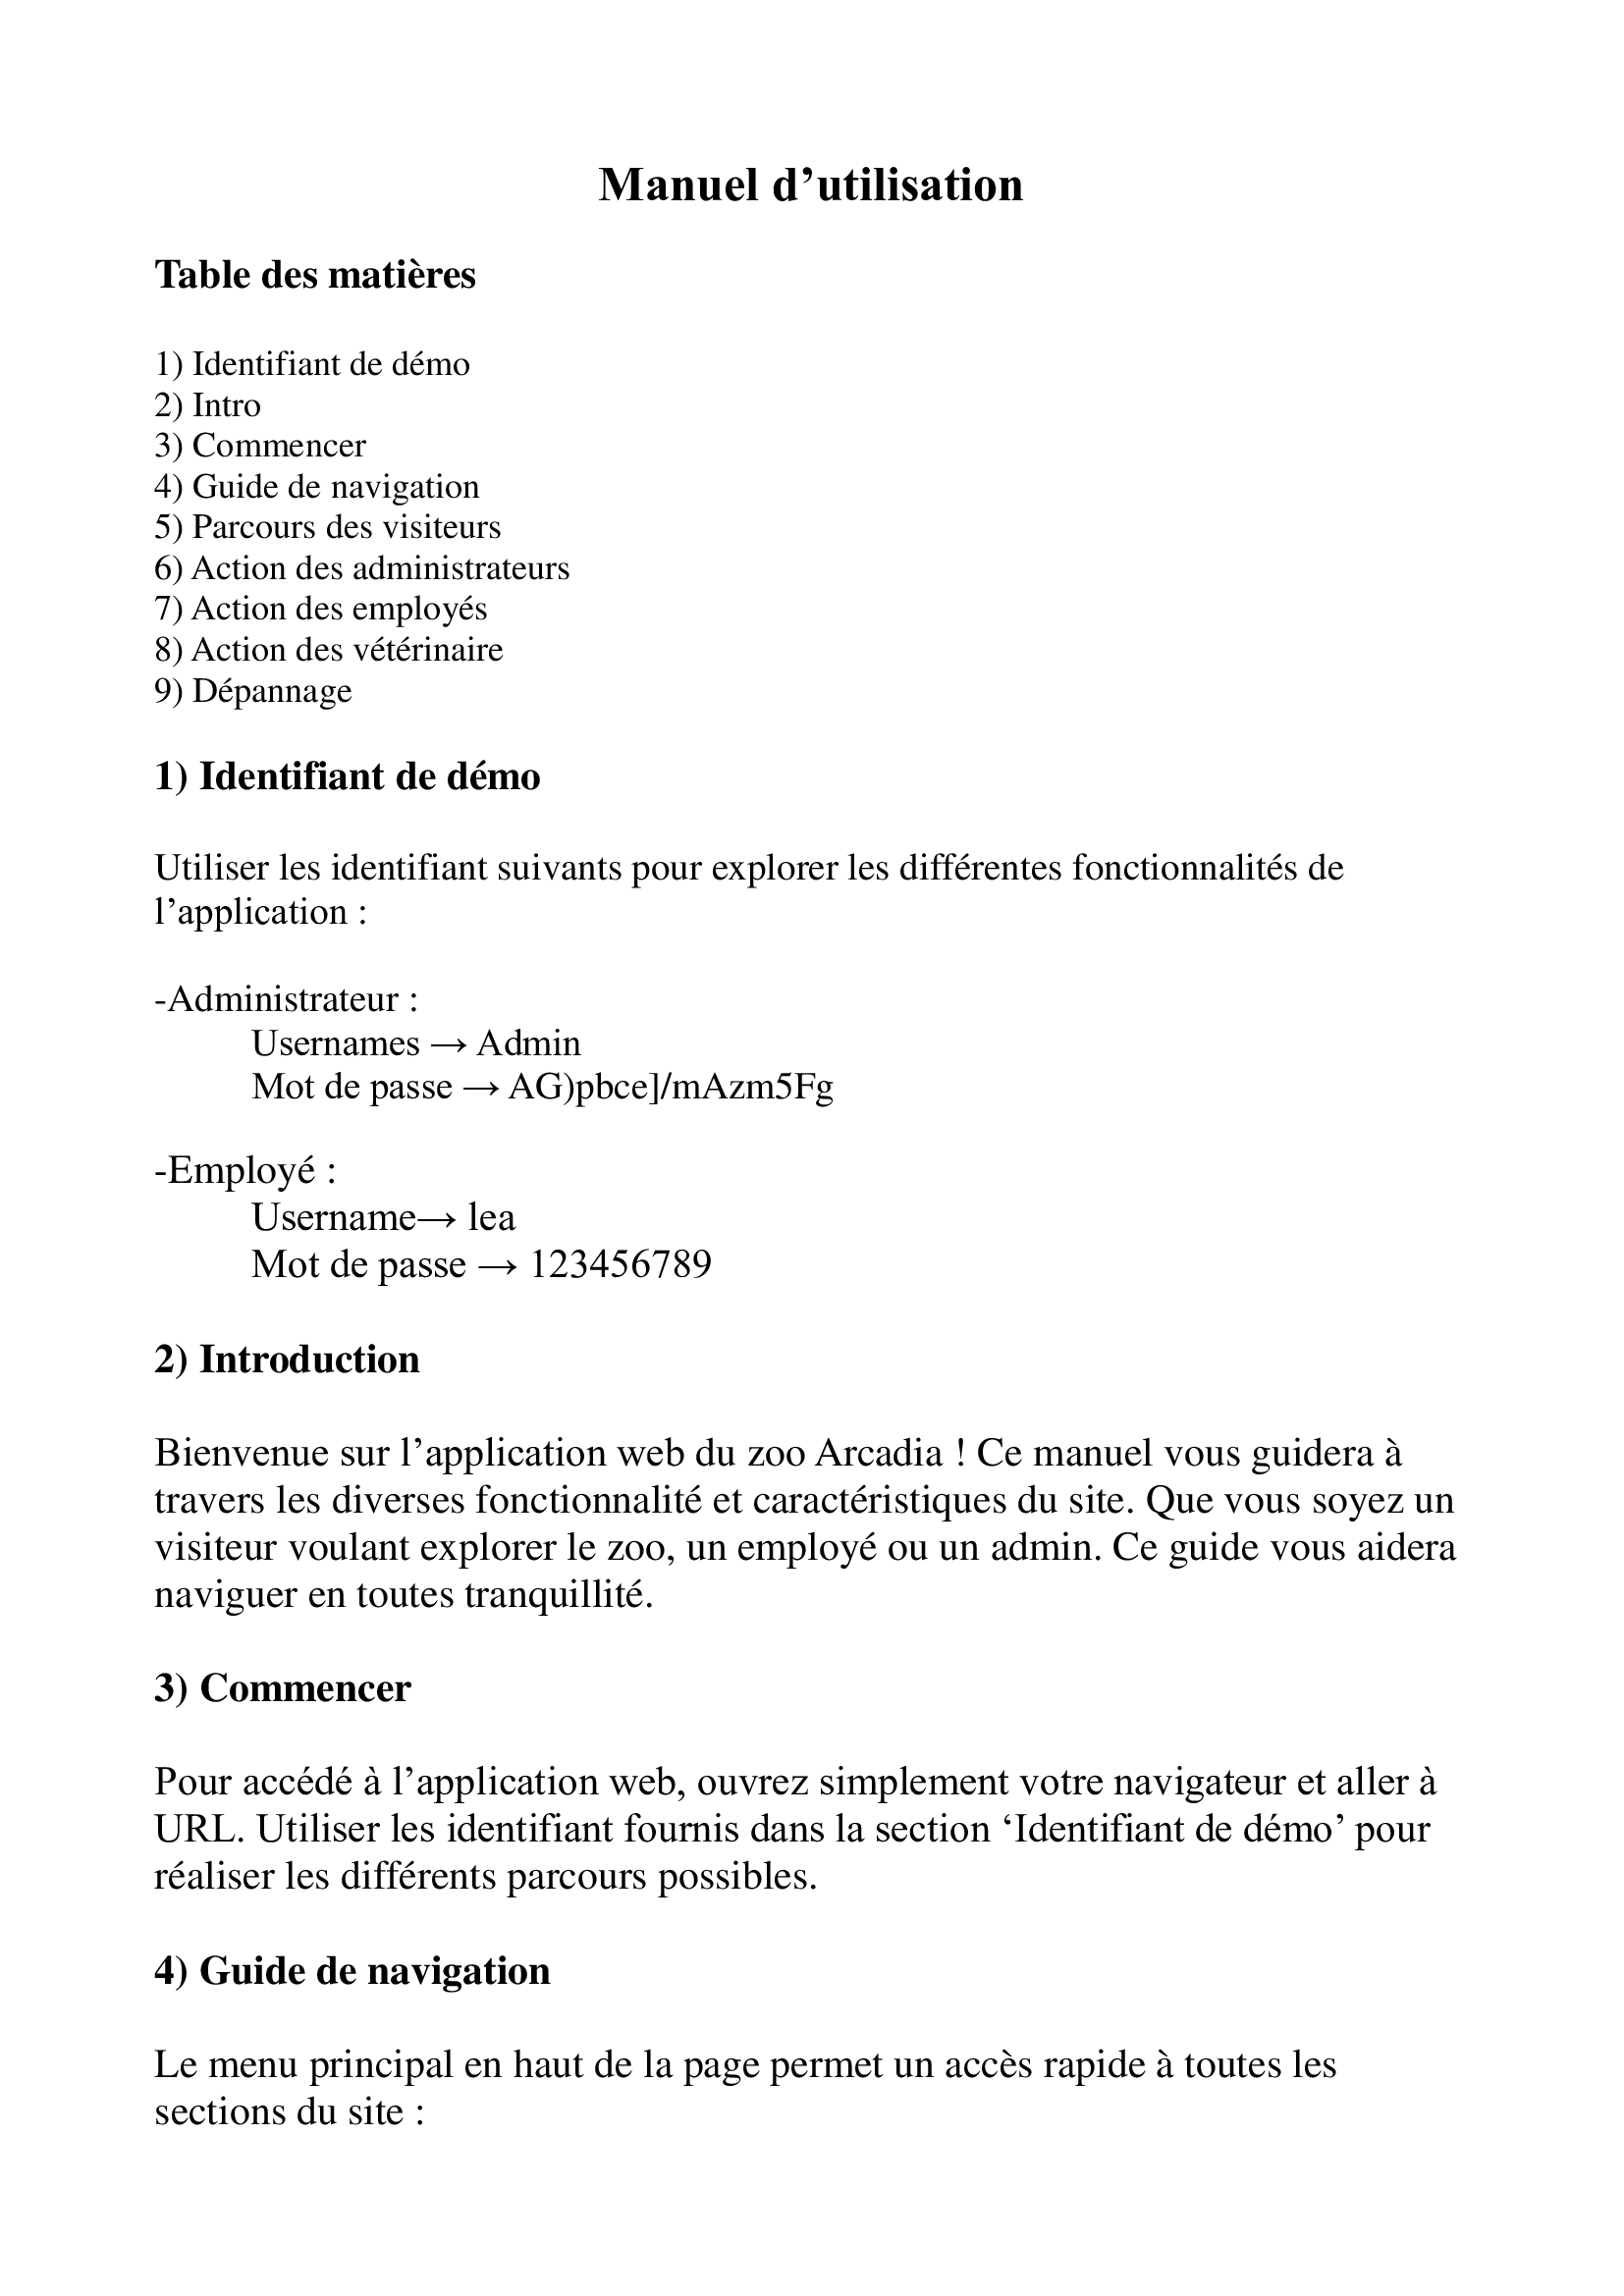 Manuel d’utilisation
Table des matières
1) Identifiant de démo
2) Intro
3) Commencer
4) Guide de navigation
5) Parcours des visiteurs
6) Action des administrateurs
7) Action des employés
8) Action des vétérinaire
9) Dépannage
1) Identifiant de démo
Utiliser les identifiant suivants pour explorer les différentes fonctionnalités de
l’application :
-Administrateur :
Usernames → Admin
Mot de passe → AG)pbce]/mAzm5Fg
-Employé :
Username→ lea
Mot de passe → 123456789
2) Introduction
Bienvenue sur l’application web du zoo Arcadia ! Ce manuel vous guidera à
travers les diverses fonctionnalité et caractéristiques du site. Que vous soyez un
visiteur voulant explorer le zoo, un employé ou un admin. Ce guide vous aidera
naviguer en toutes tranquillité.
3) Commencer
Pour accédé à l’application web, ouvrez simplement votre navigateur et aller à
URL. Utiliser les identifiant fournis dans la section ‘Identifiant de démo’ pour
réaliser les différents parcours possibles.
4) Guide de navigation
Le menu principal en haut de la page permet un accès rapide à toutes les
sections du site :